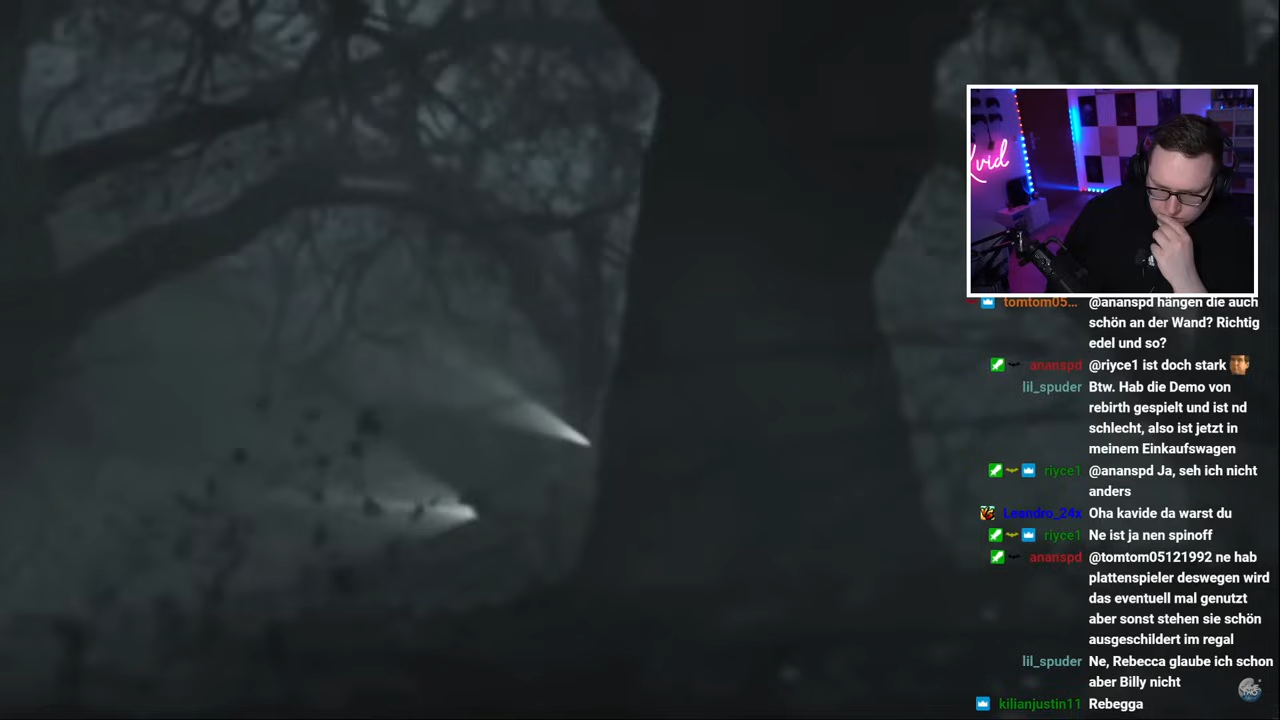 Kvid
tomtom05... @ananspd hängen die auch
schön an der Wand? Richtig
edel und so?
ananspd @riyce1 ist doch stark
lil_spuder Btw. Hab die Demo von
rebirth gespielt und ist nd
schlecht, also ist jetzt in
meinem Einkaufswagen
riyce1 @ananspd Ja, seh ich nicht
anders
Leandro_24x Oha kavide da warst du
riyce1 Ne ist ja nen spinoff
ananspd @tomtom05121992 ne hab
plattenspieler deswegen wird
das eventuell mal genutzt
aber sonst stehen sie schön
ausgeschildert im regal
lil_spuder Ne, Rebecca glaube ich schon
aber Billy nicht
kilianjustin11 Rebegga